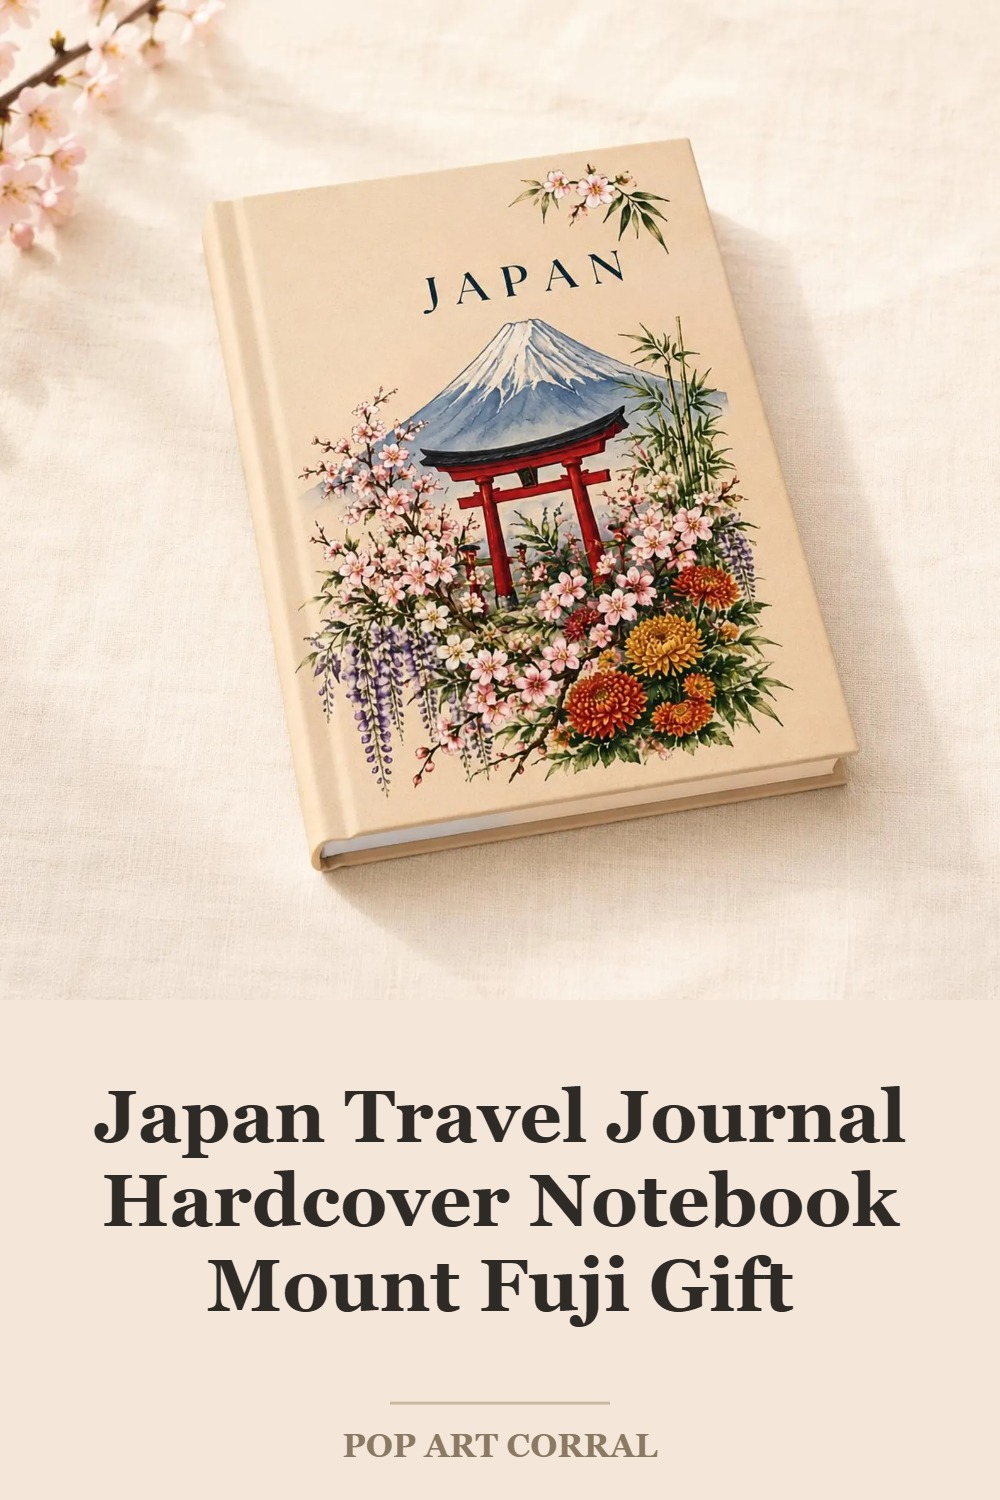 JAPAN
Japan Travel Journal
Hardcover Notebook
Mount Fuji Gift
POP ART CORRAL